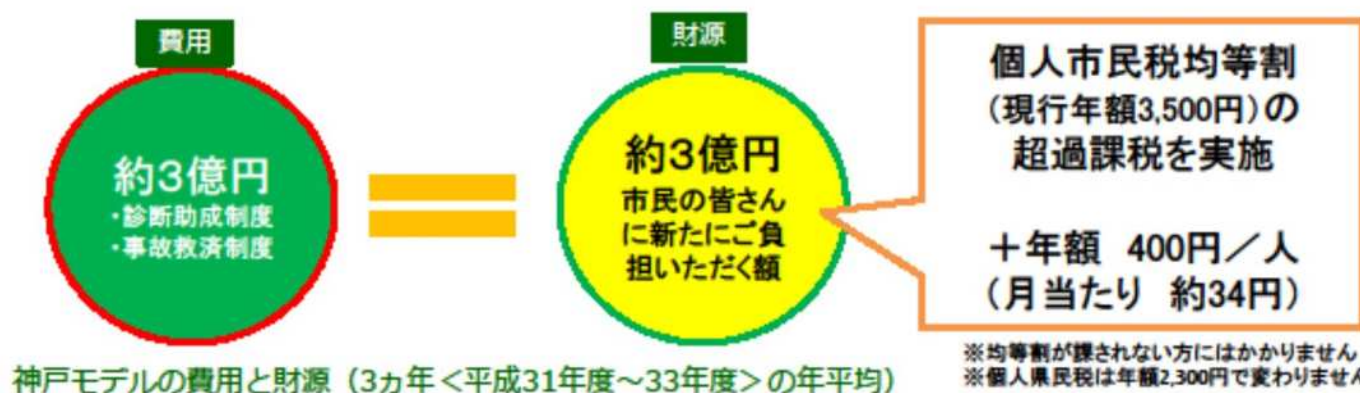 費用
約3億円
・診断助成制度
・事故救済制度
財源
約3億円
市民の皆さん
に新たにご負
担いただく額
個人市民税均等割
(現行年額3,500円)の
超過課税を実施
+年額 400円/人
(月当たり 約34円)
※均等割が課されない方にはかかりません
※個人県民税は年額2,300円で変わりません
神戸モデルの費用と財源(3ヵ年<平成31年度~33年度>の年平均)